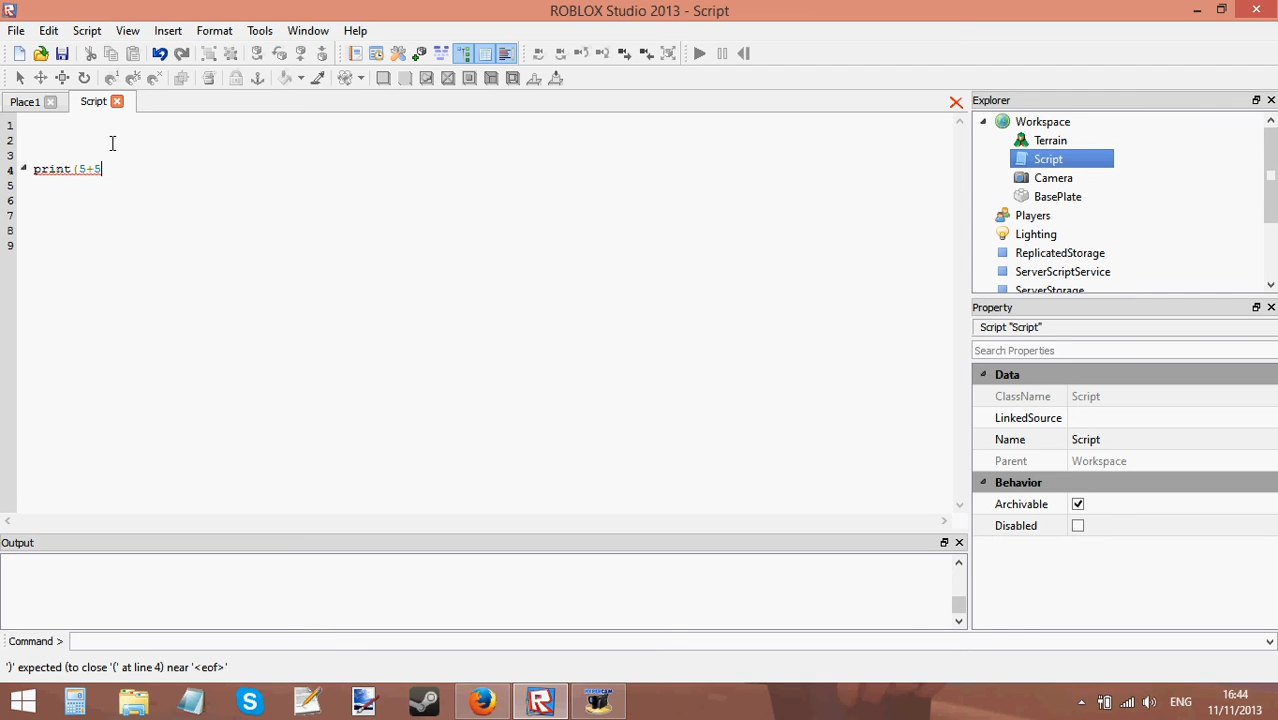 ROBLOX Studio 2013 - Script
File Edit Script View Insert Format Tools Window Help
Place1 Script
1
2
3
4 print(5+5
5
6
7
8
9
Explorer
Workspace
Terrain
Script
Camera
BasePlate
Players
Lighting
ReplicatedStorage
ServerScriptService
ServerStorage
Property
Script "Script"
Search Properties
Data
ClassName Script
LinkedSource
Name Script
Parent Workspace
Behavior
Archivable
Disabled
Output
Command >
')' expected (to close '(' at line 4) near '<eof>'
ENG
16:44
11/11/2013